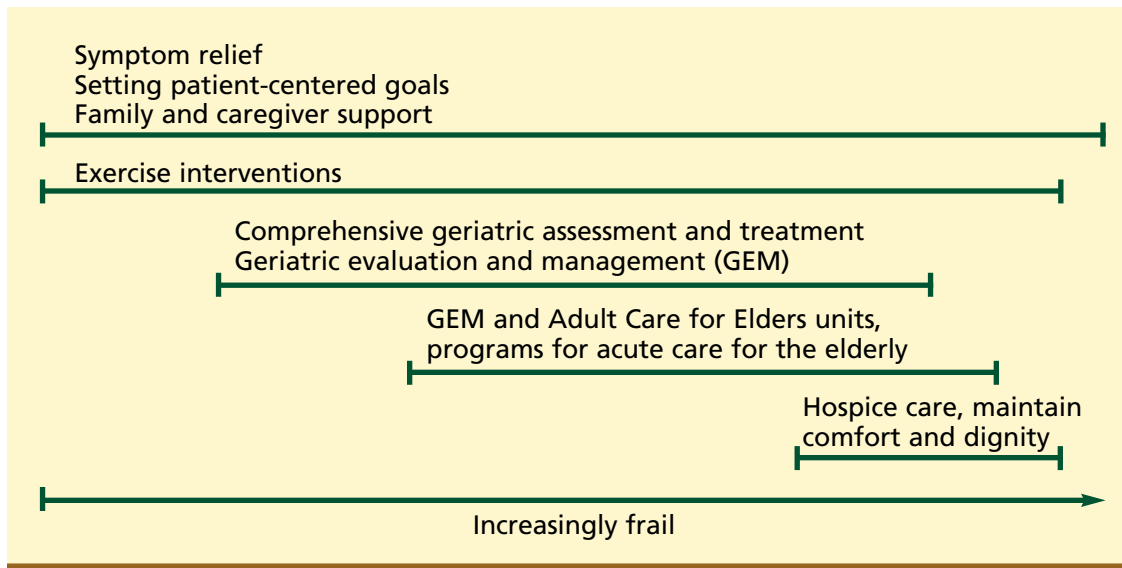 Symptom relief
Setting patient-centered goals
Family and caregiver support
Exercise interventions
Comprehensive geriatric assessment and treatment
Geriatric evaluation and management (GEM)
GEM and Adult Care for Elders units,
programs for acute care for the elderly
Hospice care, maintain
comfort and dignity
Increasingly frail